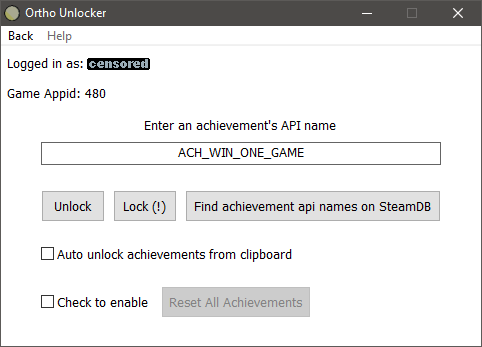 Ortho Unlocker
Back Help
Logged in as: censored
Game Appid: 480
Enter an achievement's API name
ACH_WIN_ONE_GAME
Unlock Lock (!) Find achievement api names on SteamDB
Auto unlock achievements from clipboard
Check to enable Reset All Achievements